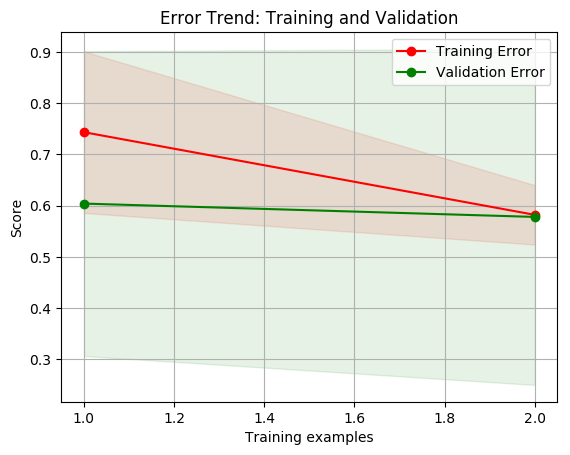 Error Trend: Training and Validation
Training Error
Validation Error
Score
0.9
0.8
0.7
0.6
0.5
0.4
0.3
1.0 1.2 1.4 1.6 1.8 2.0
Training examples